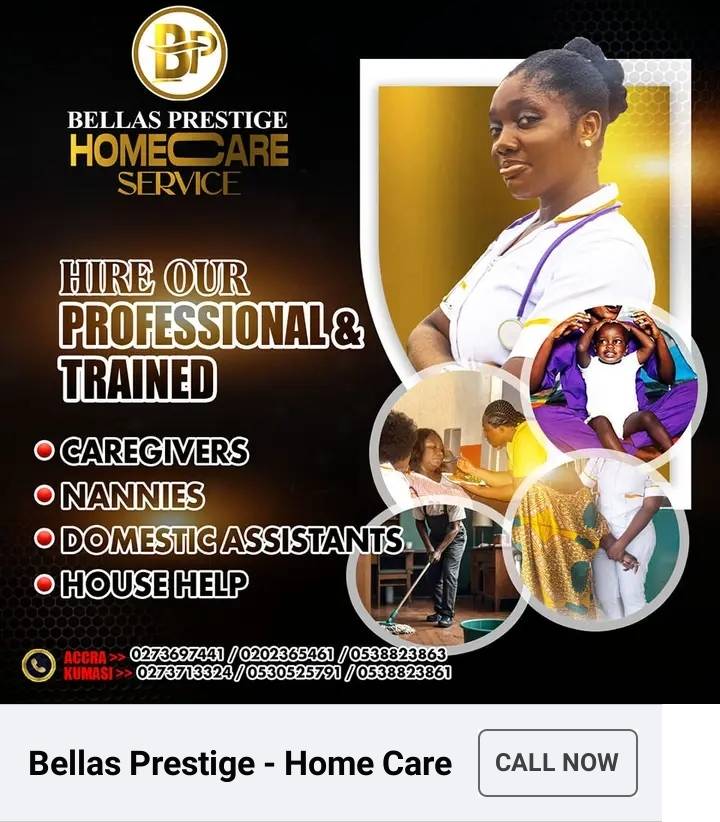 BP
BELLAS PRESTIGE
HOMECARE
SERVICE
HIRE OUR
PROFESSIONAL &
TRAINED
CAREGIVERS
NANNIES
DOMESTIC ASSISTANTS
HOUSE HELP
ACCRA >> 0273697441 / 0202365461 / 0538823863
KUMASI >> 0273713324 / 0530525791 / 0538823861
Bellas Prestige - Home Care
CALL NOW